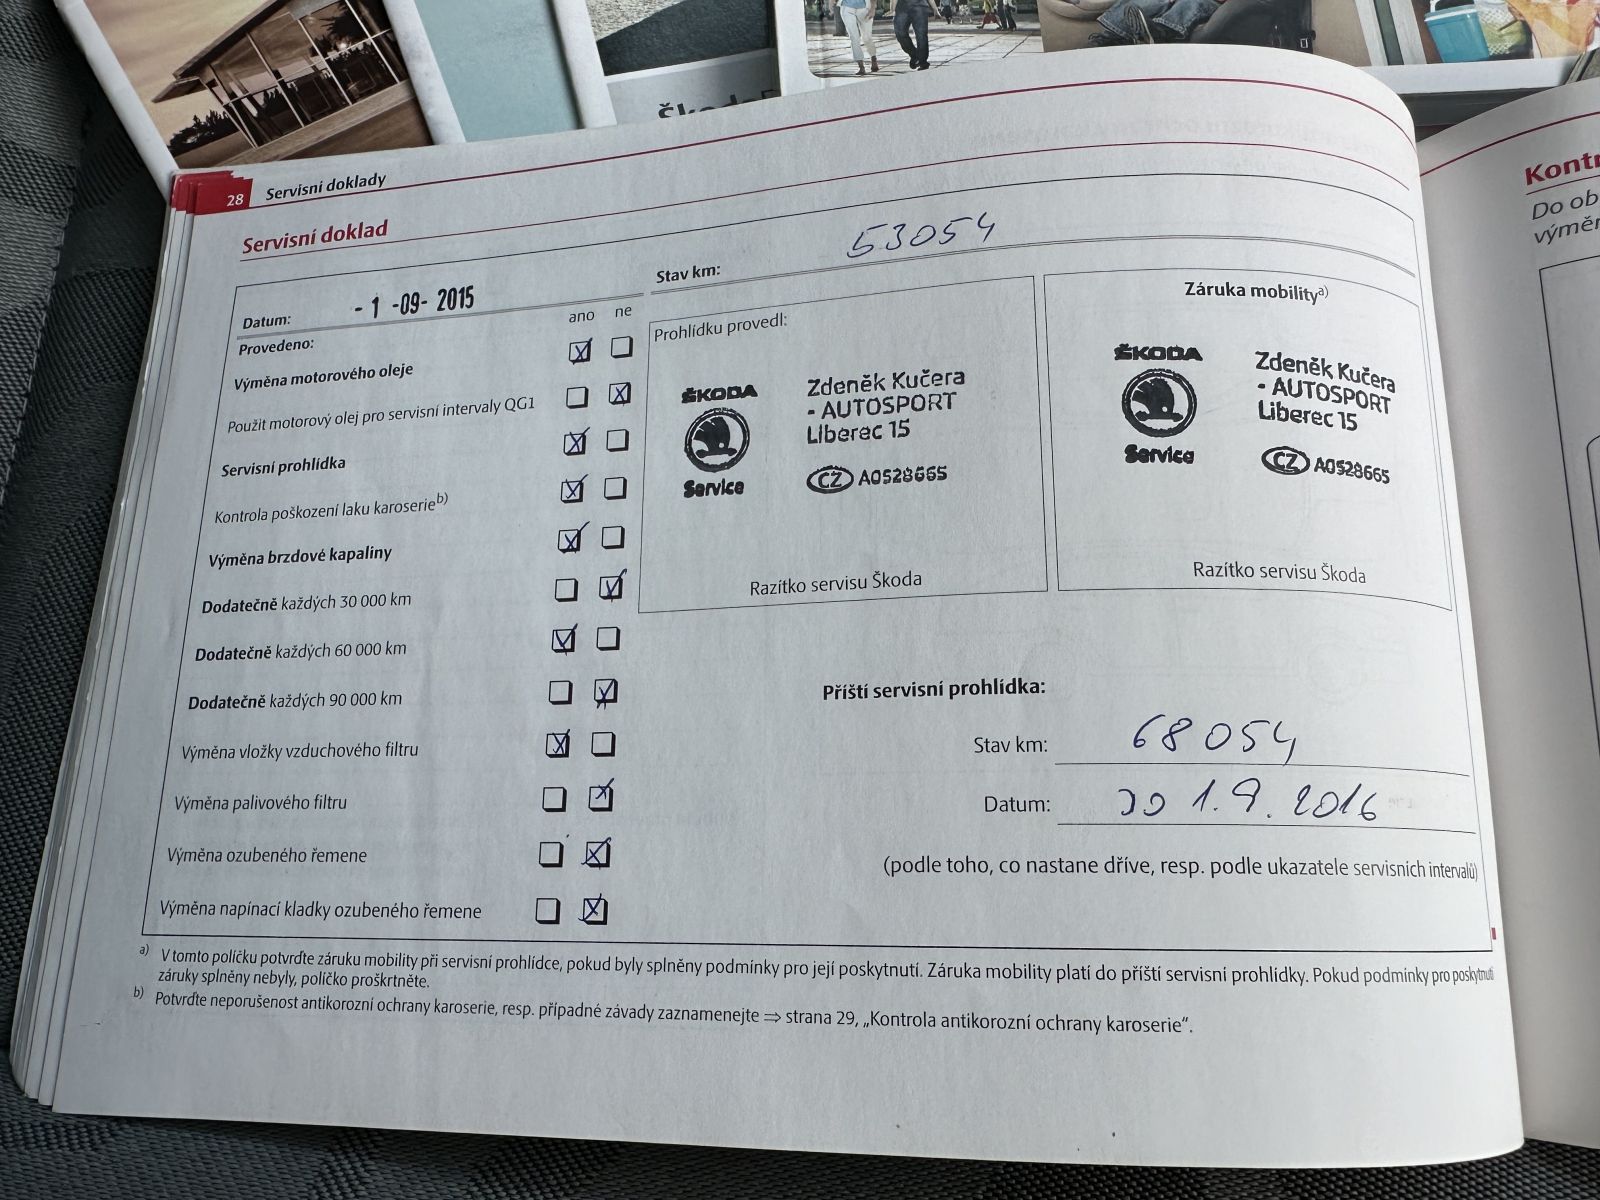 Škoda
28 Servisní doklady
Servisní doklad
Datum: - 1 -09- 2015
Stav km: 53054
Provedeno: ano ne
Výměna motorového oleje
Použit motorový olej pro servisní intervaly QG1
Servisní prohlídka
Kontrola poškození laku karoserie b)
Výměna brzdové kapaliny
Dodatečně každých 30 000 km
Dodatečně každých 60 000 km
Dodatečně každých 90 000 km
Výměna vložky vzduchového filtru
Výměna palivového filtru
Výměna ozubeného řemene
Výměna napínací kladky ozubeného řemene
Prohlídku provedl:
ŠKODA
Service
Zdeněk Kučera
- AUTOSPORT
Liberec 15
CZ A0528665
Razítko servisu Škoda
Záruka mobility a)
ŠKODA
Service
Zdeněk Kučera
- AUTOSPORT
Liberec 15
CZ A0528665
Razítko servisu Škoda
Příští servisní prohlídka:
Stav km: 68054
Datum: DO 1.9.2016
(podle toho, co nastane dříve, resp. podle ukazatele servisních intervalů)
a) V tomto políčku potvrďte záruku mobility při servisní prohlídce, pokud byly splněny podmínky pro její poskytnutí. Záruka mobility platí do příští servisní prohlídky. Pokud podmínky pro poskytnutí
záruky splněny nebyly, políčko proškrtněte.
b) Potvrďte neporušenost antikorozní ochrany karoserie, resp. případné závady zaznamenejte ⇒ strana 29, „Kontrola antikorozní ochrany karoserie“.
Do ob